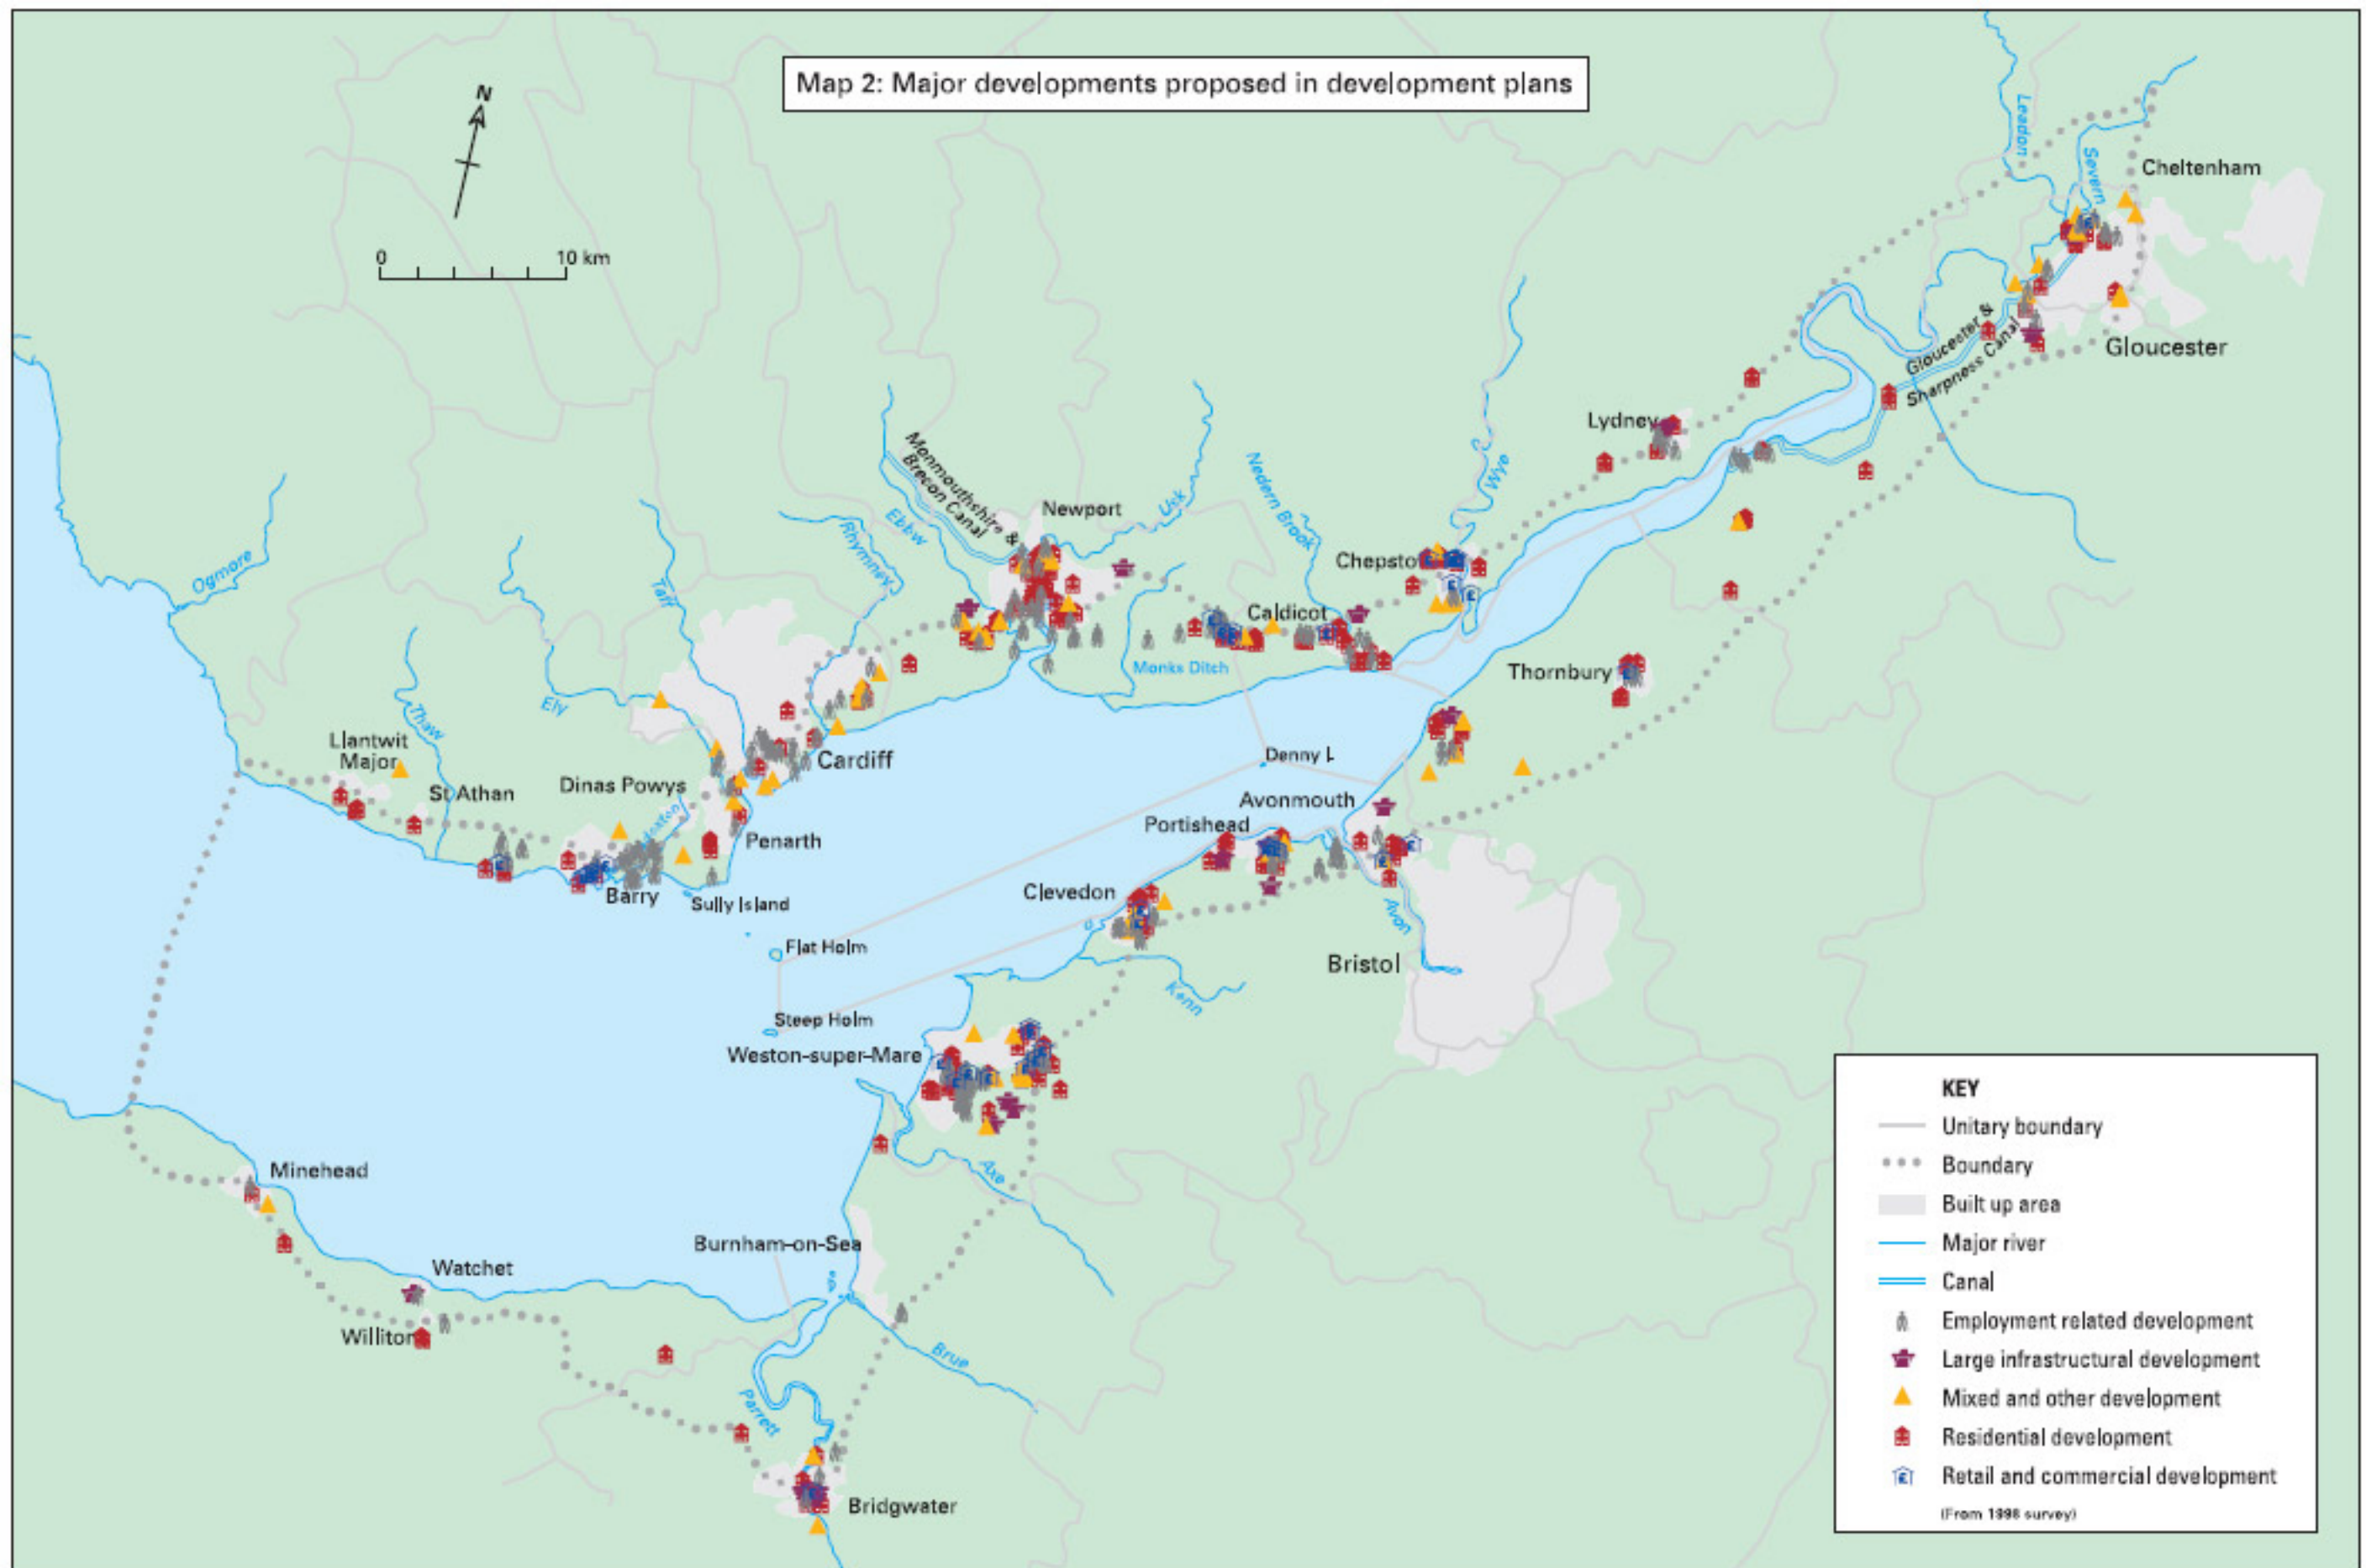 Map 2: Major developments proposed in development plans
N
0 10 km
Leadon
Severn
Cheltenham
Gloucester &
Sharpness Canal
Gloucester
Lydney
Wye
Nedern Brook
Usk
Newport
Monmouthshire &
Brecon Canal
Ebbw
Rhymney
Taff
Ogmore
Chepsto
Caldicot
Monks Ditch
Thornbury
Ely
Thaw
Llantwit
Major
St Athan
Dinas Powys
Cardiff
Denny I.
Avonmouth
Portishead
Penarth
Barry
Sully Island
Clevedon
Avon
Bristol
Flat Holm
Kenn
Steep Holm
Weston-super-Mare
Axe
Minehead
Burnham-on-Sea
Watchet
Williton
Brue
Parrett
Bridgwater
KEY
Unitary boundary
Boundary
Built up area
Major river
Canal
Employment related development
Large infrastructural development
Mixed and other development
Residential development
Retail and commercial development
(From 1998 survey)